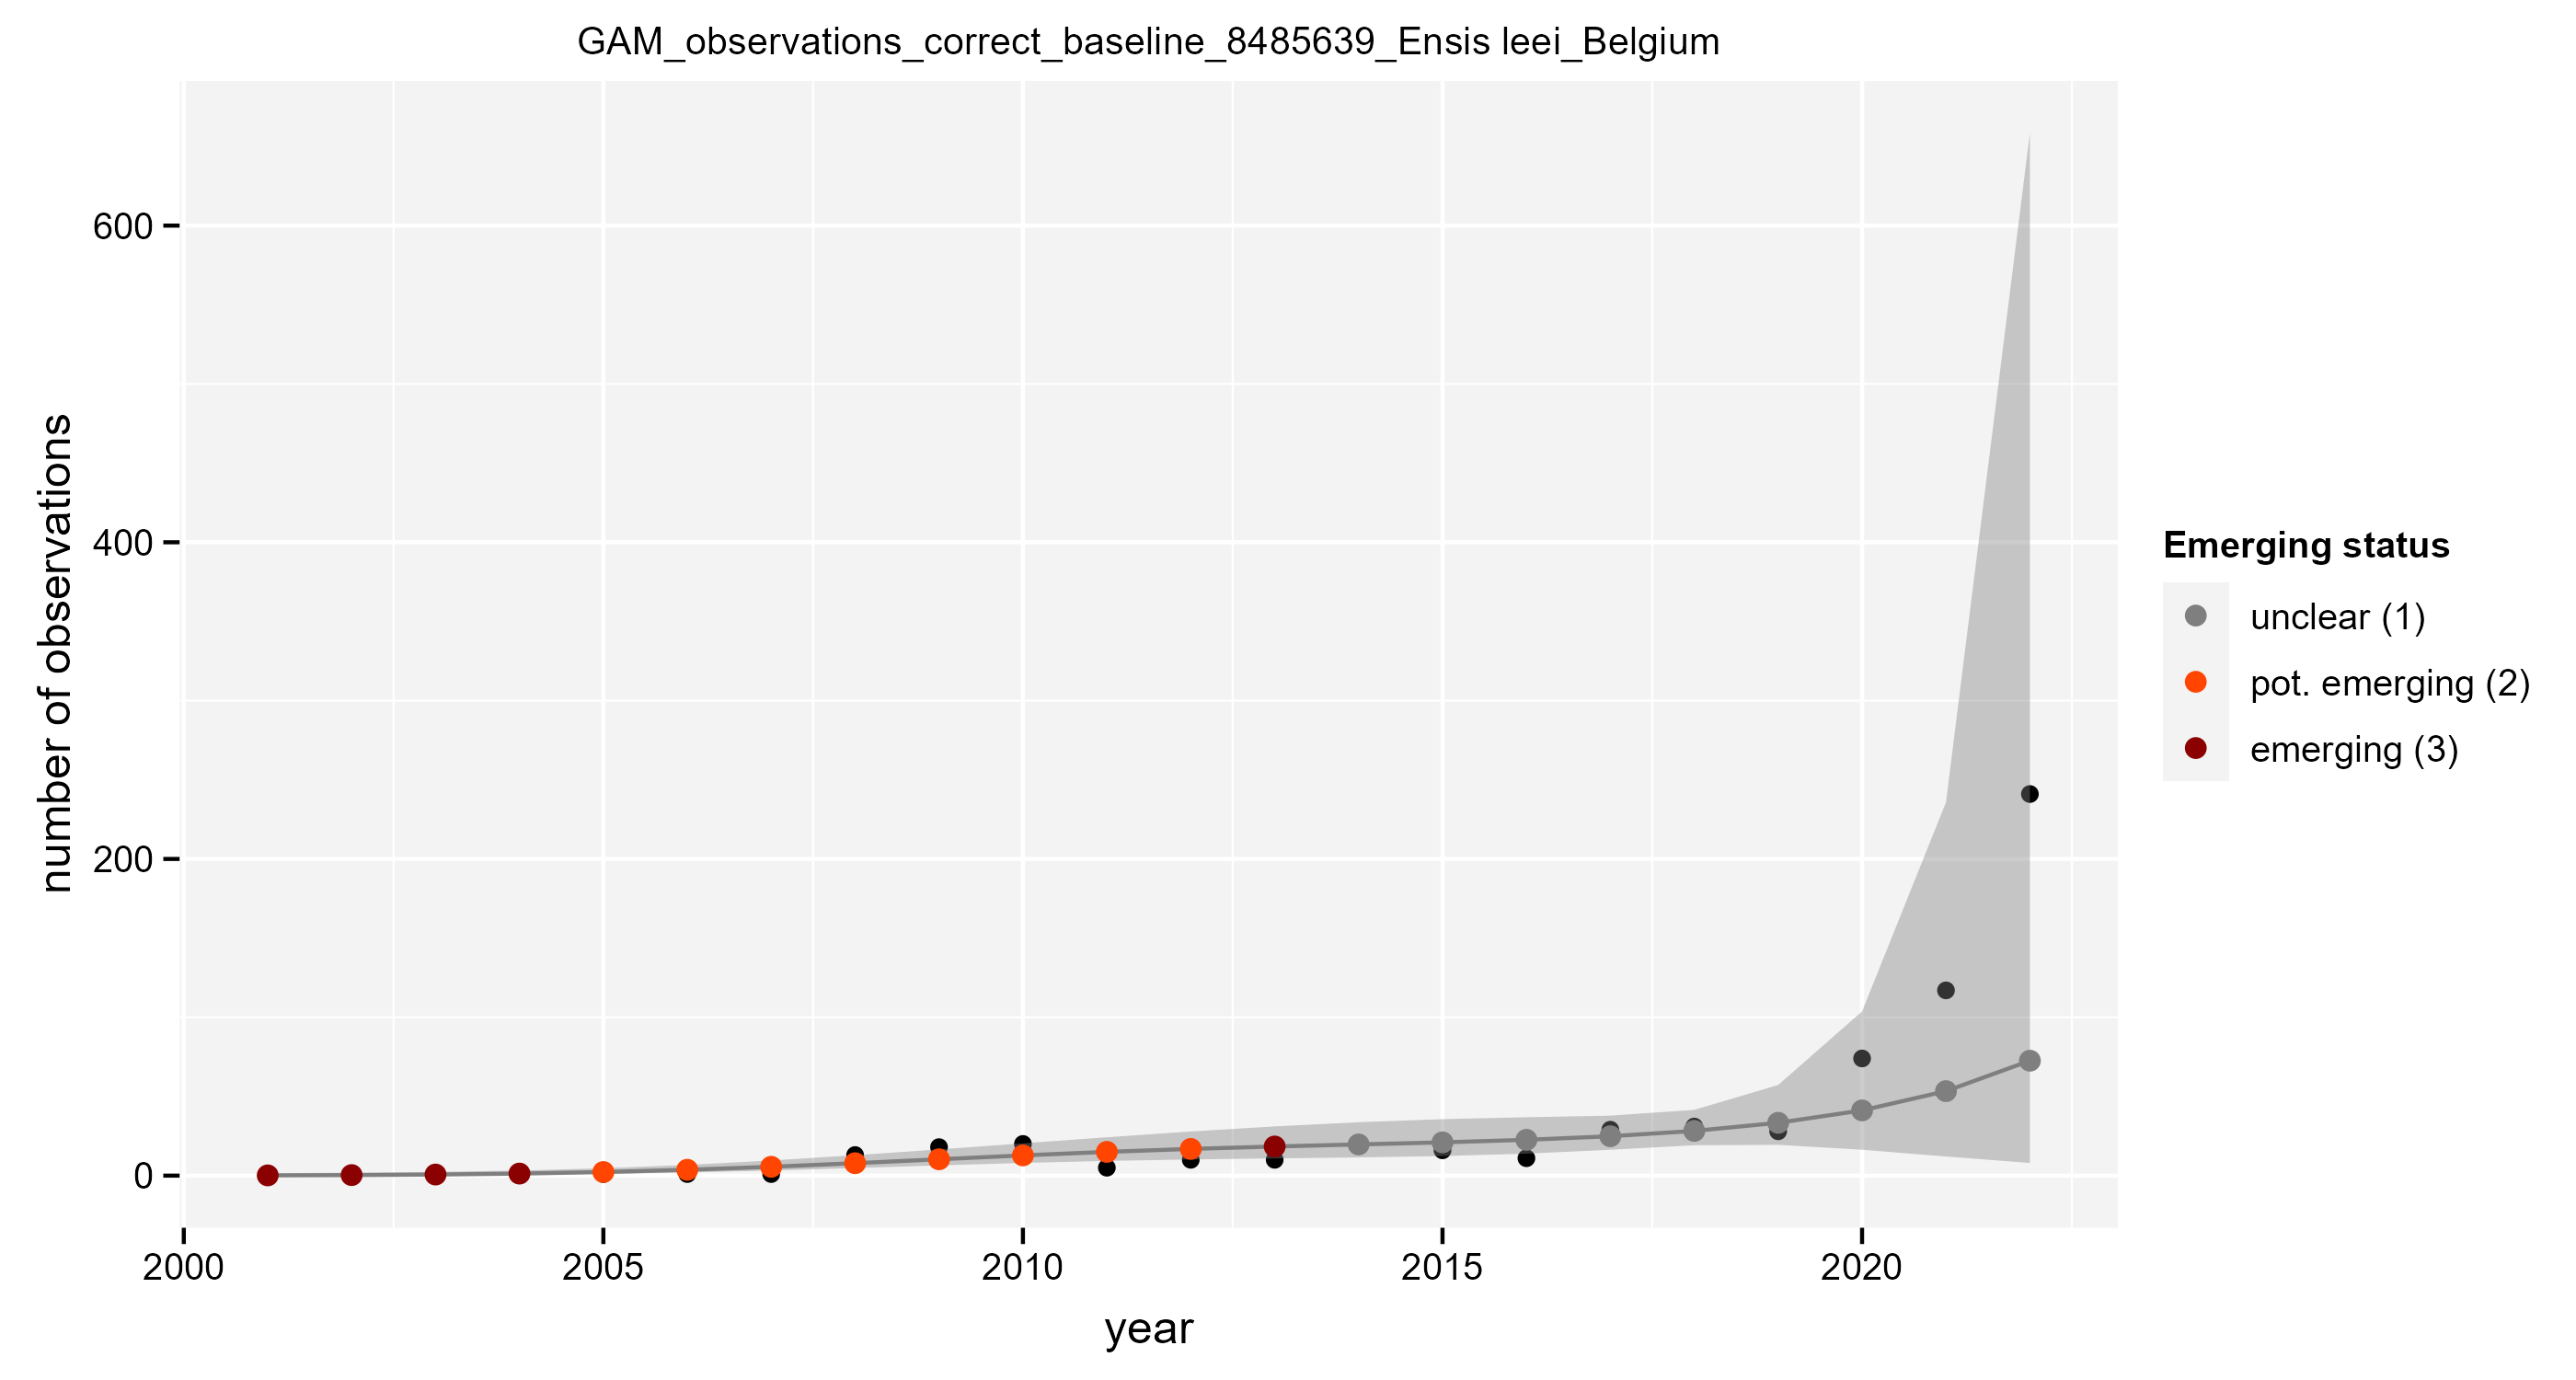 GAM_observations_correct_baseline_8485639_Ensis leei_Belgium
number of observations
600
400
200
0
2000
2005
2010
2015
2020
year
Emerging status
unclear (1)
pot. emerging (2)
emerging (3)